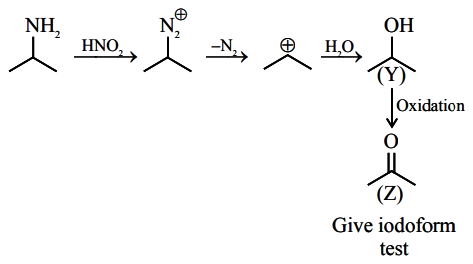 NH₂ N₂⊕ OH
HNO₂ –N₂ ⊕ H₂O
(Y)
Oxidation
O
(Z)
Give iodoform
test